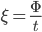 ξ = Φ/t